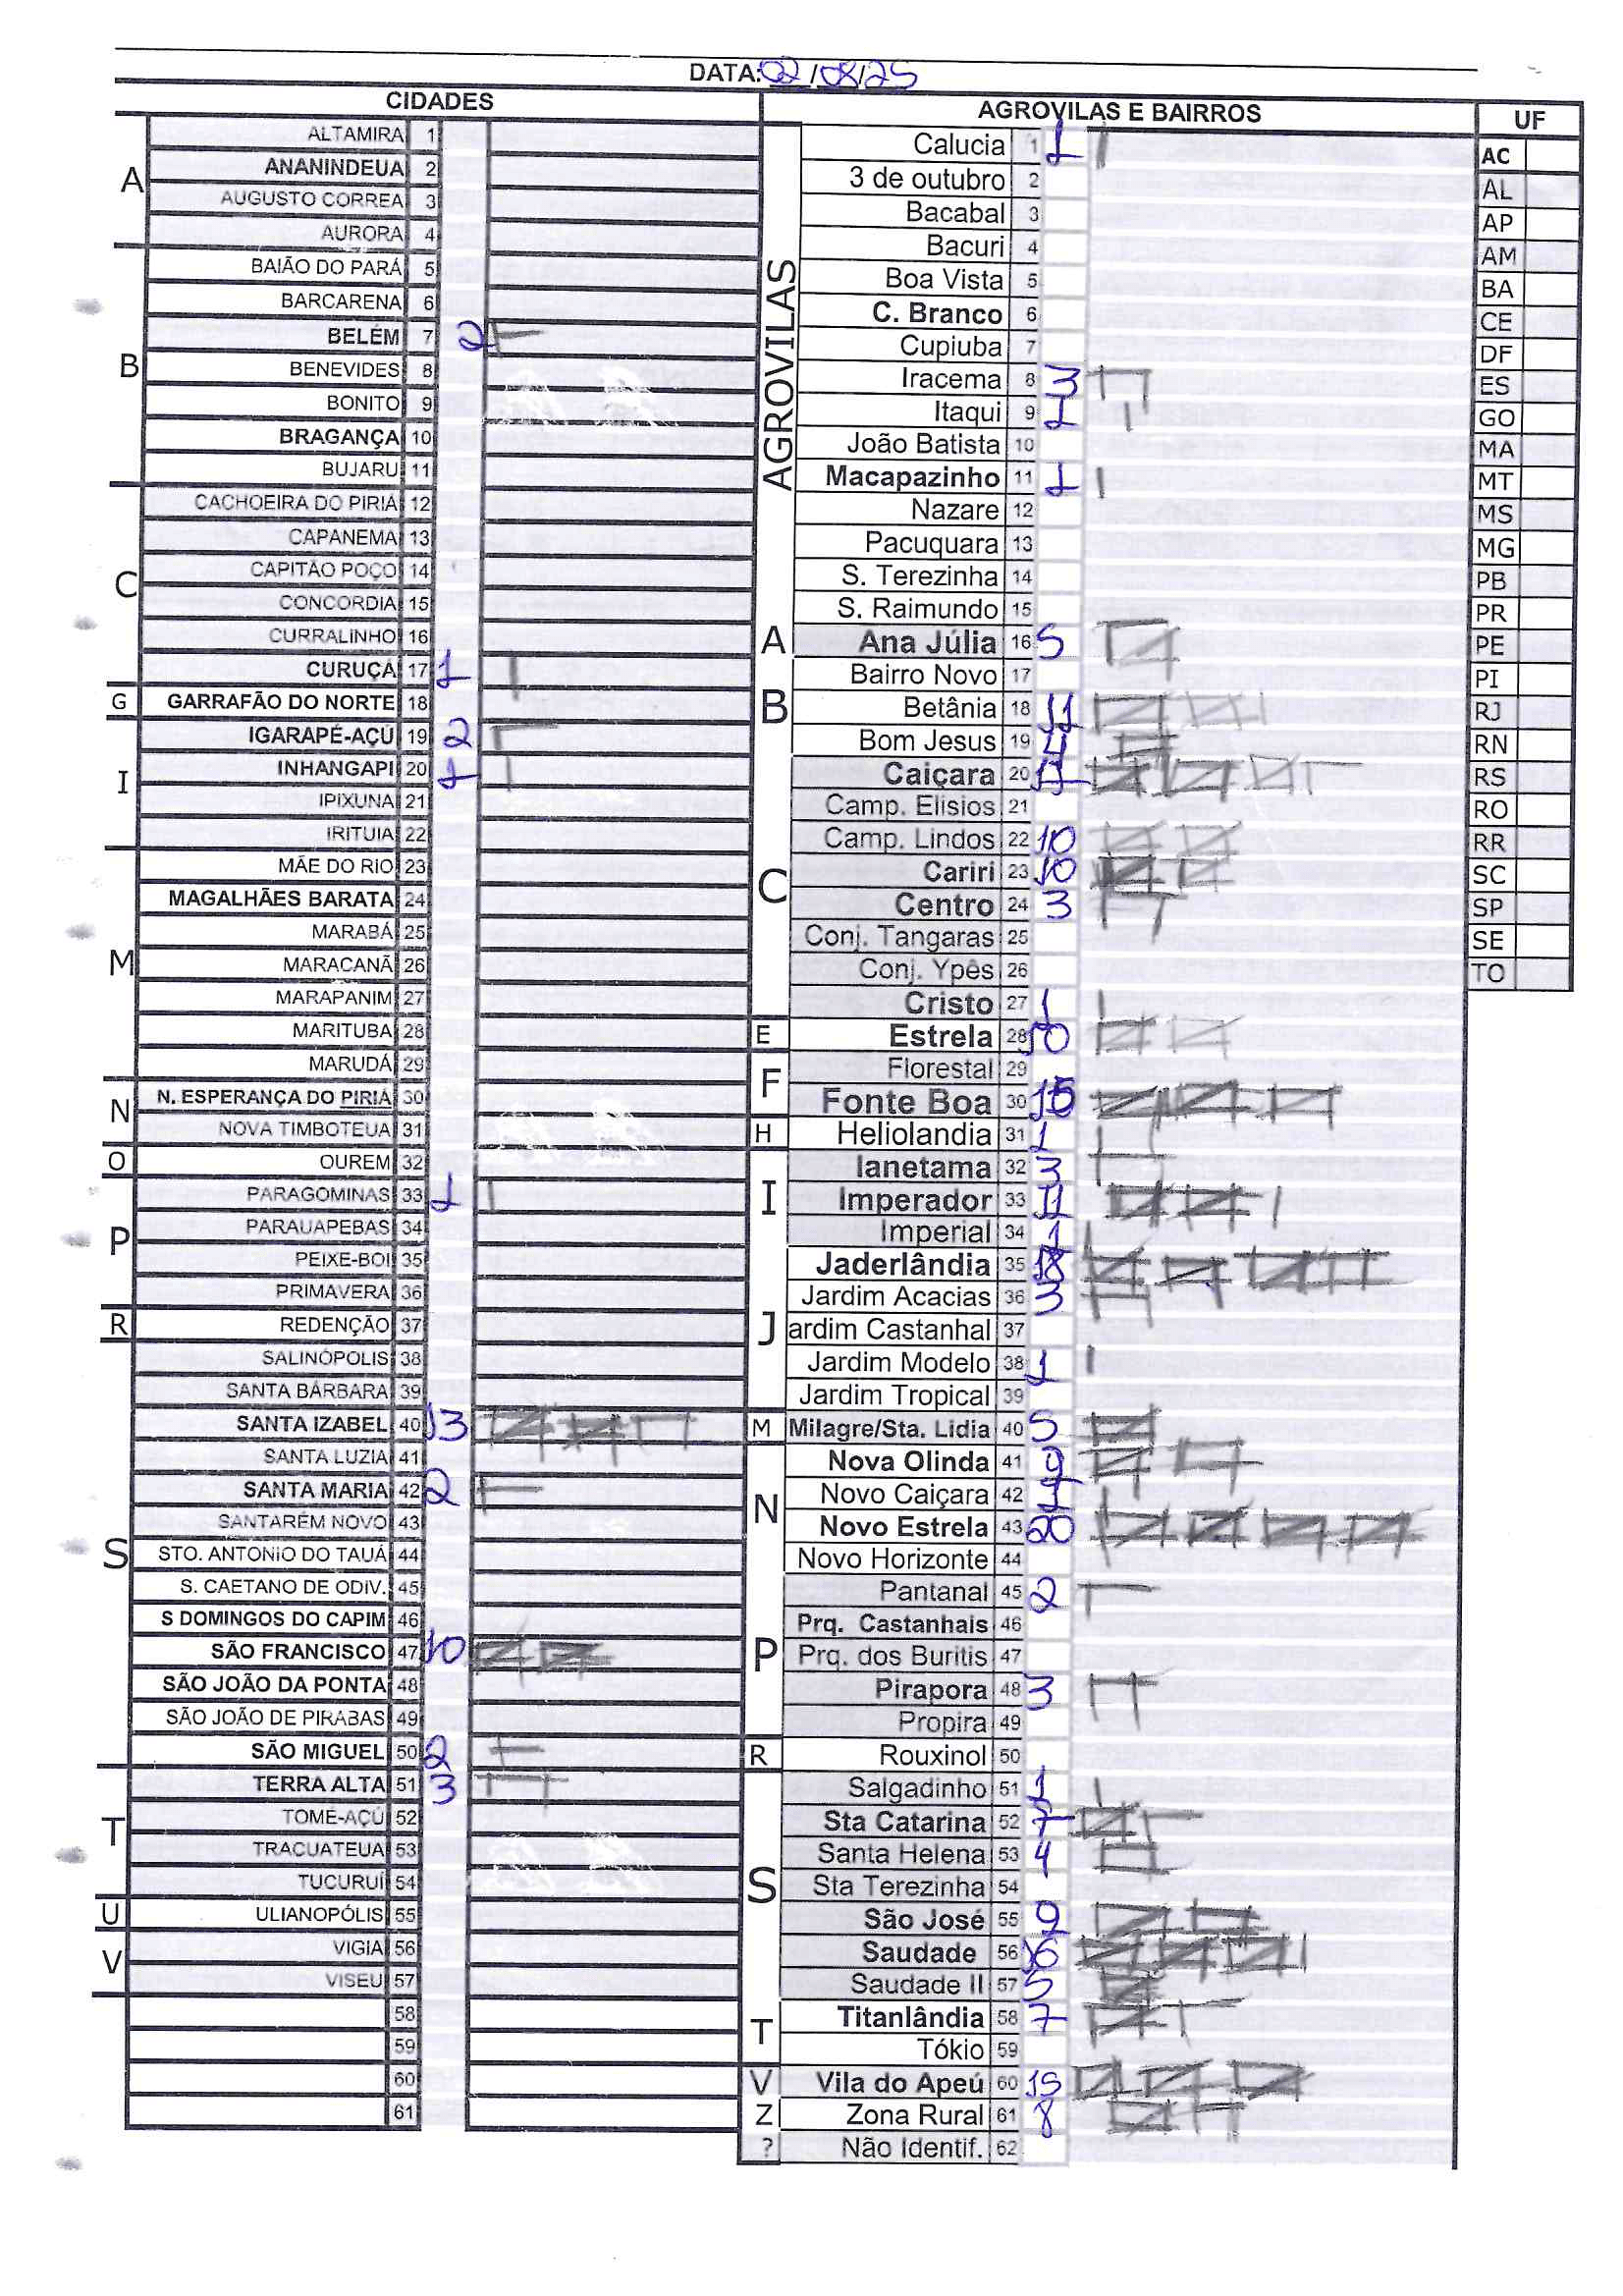 DATA: 02/08/25
CIDADES
A
ALTAMIRA 1
ANANINDEUA 2
AUGUSTO CORREA 3
AURORA 4
B
BAIÃO DO PARÁ 5
BARCARENA 6
BELÉM 7 2
BENEVIDES 8
BONITO 9
BRAGANÇA 10
BUJARU 11
C
CACHOEIRA DO PIRIÁ 12
CAPANEMA 13
CAPITÃO POÇO 14
CONCORDIA 15
CURRALINHO 16
CURUÇA 17 1
G
GARRAFÃO DO NORTE 18
I
IGARAPÉ-AÇÚ 19 2
INHANGAPI 20 1
IPIXUNA 21
IRITUIA 22
M
MÃE DO RIO 23
MAGALHÃES BARATA 24
MARABÁ 25
MARACANÃ 26
MARAPANIM 27
MARITUBA 28
MARUDÁ 29
N
N. ESPERANÇA DO PIRIÁ 30
NOVA TIMBOTEUA 31
O
OUREM 32
P
PARAGOMINAS 33 1
PARAUAPEBAS 34
PEIXE-BOI 35
PRIMAVERA 36
R
REDENÇÃO 37
S
SALINÓPOLIS 38
SANTA BÁRBARA 39
SANTA IZABEL 40 13
SANTA LUZIA 41
SANTA MARIA 42 2
SANTARÉM NOVO 43
STO. ANTONIO DO TAUÁ 44
S. CAETANO DE ODIV. 45
S DOMINGOS DO CAPIM 46
SÃO FRANCISCO 47 10
SÃO JOÃO DA PONTA 48
SÃO JOÃO DE PIRABAS 49
SÃO MIGUEL 50 2
T
TERRA ALTA 51 3
TOMÉ-AÇÚ 52
TRACUATEUA 53
TUCURUÍ 54
U
ULIANOPÓLIS 55
V
VIGIA 56
VISEU 57
58
59
60
61
AGROVILAS E BAIRROS
AGROVILAS
Calucia 1 1
3 de outubro 2
Bacabal 3
Bacuri 4
Boa Vista 5
C. Branco 6
Cupiuba 7
Iracema 8 3
Itaqui 9 1
João Batista 10
Macapazinho 11 1
Nazare 12
Pacuquara 13
S. Terezinha 14
S. Raimundo 15
A
Ana Júlia 16 5
B
Bairro Novo 17
Betânia 18 11
Bom Jesus 19 4
C
Caiçara 20 17
Camp. Elisios 21
Camp. Lindos 22 10
Cariri 23 10
Centro 24 3
Conj. Tangaras 25
Conj. Ypês 26
Cristo 27 1
E
Estrela 28 10
F
Florestal 29
Fonte Boa 30 15
H
Heliolandia 31 1
I
Ianetama 32 3
Imperador 33 11
Imperial 34 1
J
Jaderlândia 35 18
Jardim Acacias 36 3
ardim Castanhal 37
Jardim Modelo 38 1
Jardim Tropical 39
M
Milagre/Sta. Lidia 40 5
N
Nova Olinda 41 9
Novo Caiçara 42 1
Novo Estrela 43 20
Novo Horizonte 44
P
Pantanal 45 2
Prq. Castanhais 46
Prq. dos Buritis 47
Pirapora 48 3
Propira 49
R
Rouxinol 50
S
Salgadinho 51 1
Sta Catarina 52 7
Santa Helena 53 4
Sta Terezinha 54
São José 55 9
Saudade 56 16
Saudade II 57 5
T
Titanlândia 58 7
Tókio 59
V
Vila do Apeú 60 15
Z
Zona Rural 61 8
?
Não Identif. 62
UF
AC
AL
AP
AM
BA
CE
DF
ES
GO
MA
MT
MS
MG
PB
PR
PE
PI
RJ
RN
RS
RO
RR
SC
SP
SE
TO